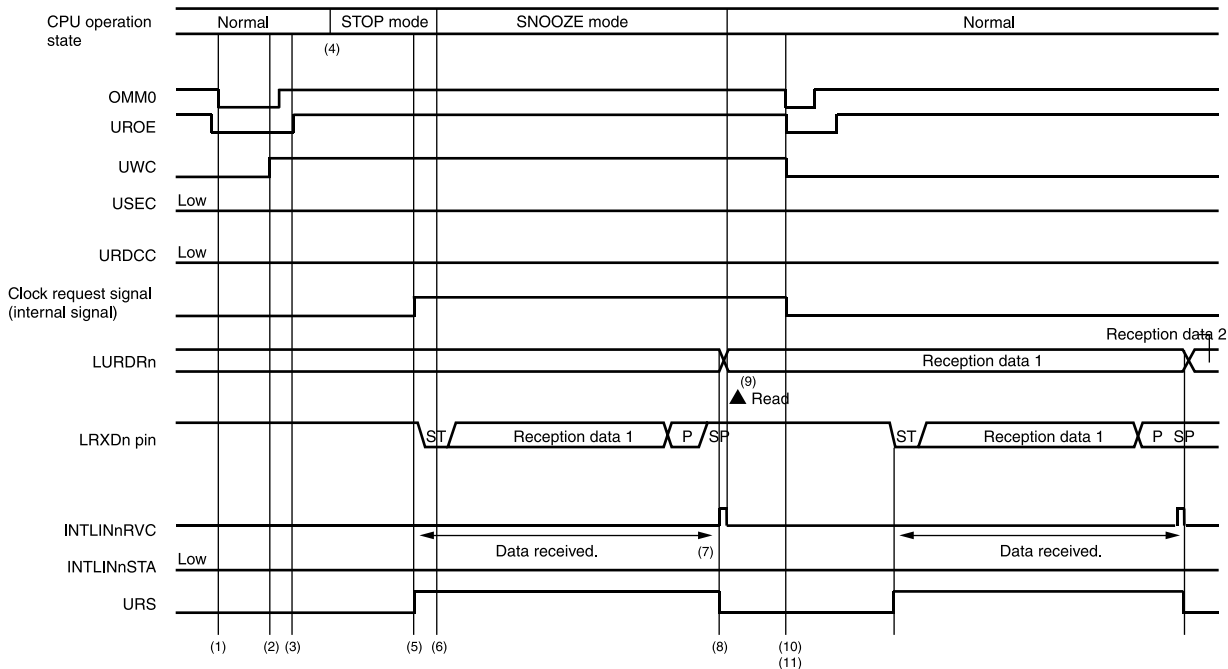 CPU operation
state
Normal
STOP mode
SNOOZE mode
Normal
(4)
OMM0
UROE
UWC
USEC
Low
URDCC
Low
Clock request signal
(internal signal)
Reception data 2
LURDRn
Reception data 1
(9)
Read
LRXDn pin
ST
Reception data 1
P
SP
ST
Reception data 1
P
SP
INTLINnRVC
Data received.
(7)
Data received.
INTLINnSTA
Low
URS
(1)
(2)
(3)
(5)
(6)
(8)
(10)
(11)